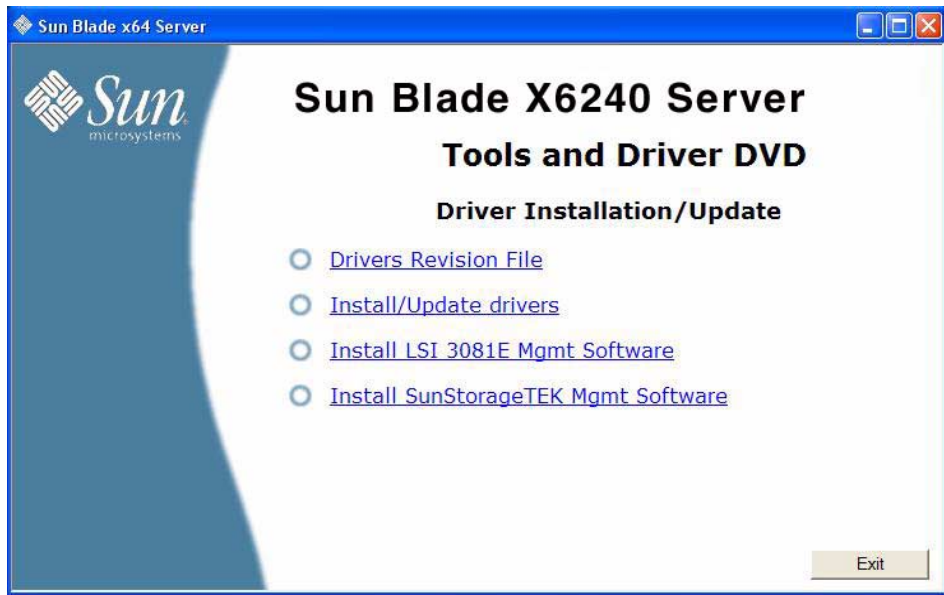 Sun Blade x64 Server
Sun
microsystems
Sun Blade X6240 Server
Tools and Driver DVD
Driver Installation/Update
Drivers Revision File
Install/Update drivers
Install LSI 3081E Mgmt Software
Install SunStorageTEK Mgmt Software
Exit